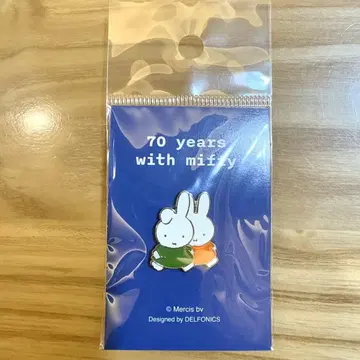 70 years
with miffy
© Mercis bv
Designed by DELFONICS